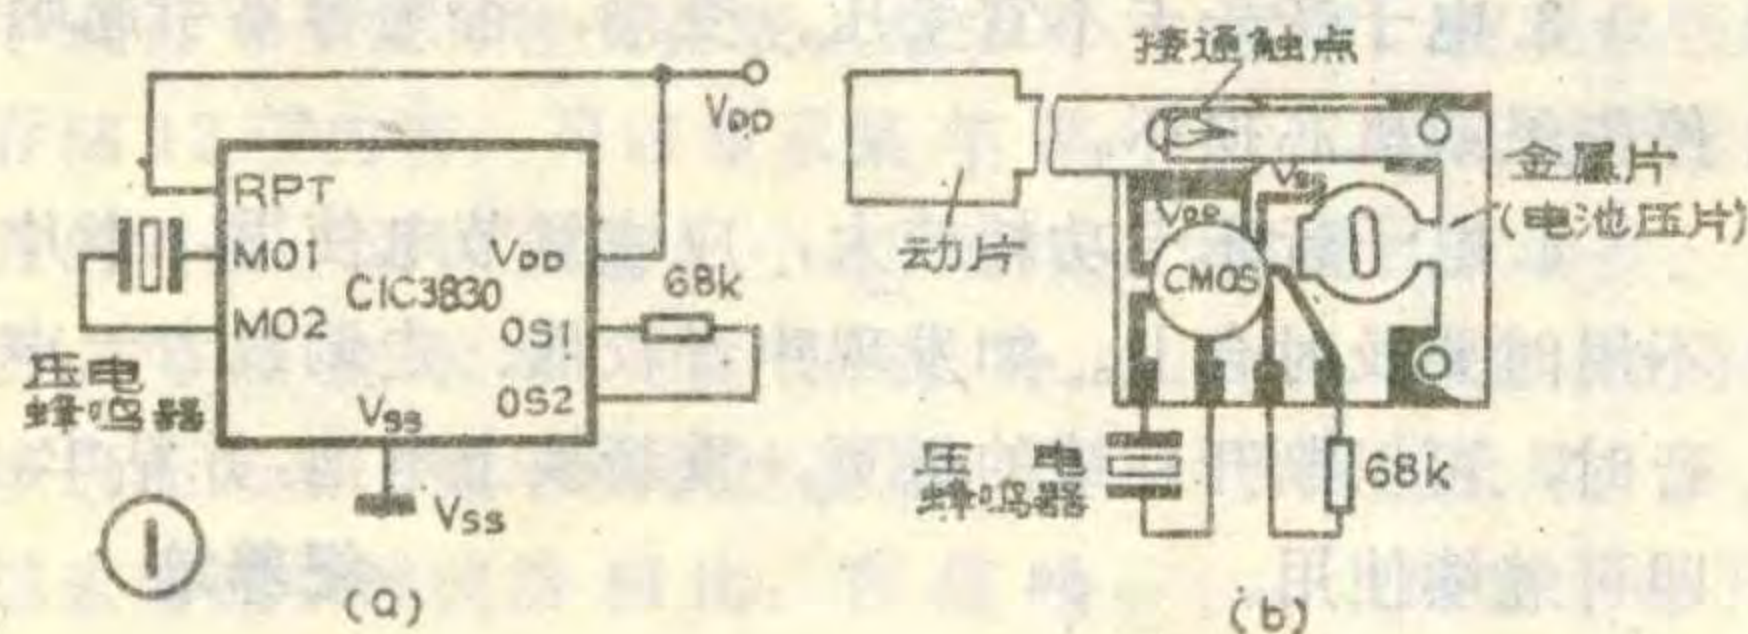 VDD
RPT
MO1
MO2
VDD
CIC3830
OS1
OS2
68k
压电
蜂鸣器
VSS
VSS
1
(a)
接通触点
动片
VSS
VDD
CMOS
金属片
(电池压片)
压电
蜂鸣器
68k
(b)